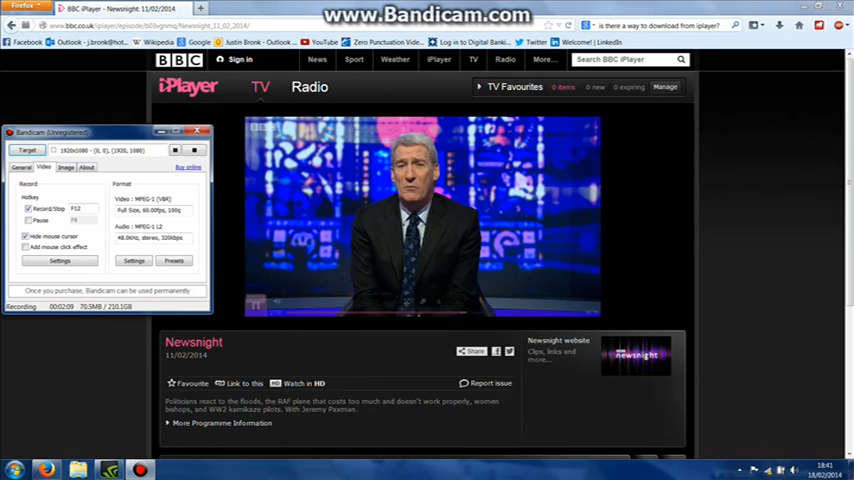 www.Bandicam.com
Firefox
BBC iPlayer - Newsnight: 11/02/2014
www.bbc.co.uk/iplayer/episode/b03vgnmq/Newsnight_11_02_2014/
is there a way to download from iplayer?
Facebook
Outlook - j.bronk@hot...
Wikipedia
Google
Justin Bronk - Outlook ...
YouTube
Zero Punctuation Vid...
Log in to Digital Banki...
Twitter
Welcome! | LinkedIn
BBC
Sign in
News
Sport
Weather
iPlayer
TV
Radio
More...
Search BBC iPlayer
iPlayer
TV
Radio
TV Favourites
0 items
0 new
0 expiring
Manage
BBC
Bandicam (Unregistered)
Target
1920x1080 - (0, 0), (1920, 1080)
General
Video
Image
About
Buy online
Record
Format
Hotkey
Record/Stop
F12
Pause
Hide mouse cursor
Add mouse click effect
Settings
Video : MPEG-1 (VBR)
Full Size, 60.00fps, 100q
Audio : MPEG-1 L2
48.0KHz, stereo, 320kbps
Settings
Presets
Once you purchase, Bandicam can be used permanently
Recording
00:02:09
70.5MB / 210.1GB
Newsnight
11/02/2014
Share
Favourite
Link to this
HD
Watch in HD
Report issue
Politicians react to the floods, the RAF plane that costs too much and doesn't work properly, women
bishops, and WW2 kamikaze pilots. With Jeremy Paxman.
More Programme Information
Newsnight website
Clips, links and
more...
newsnight
18:41
18/02/2014